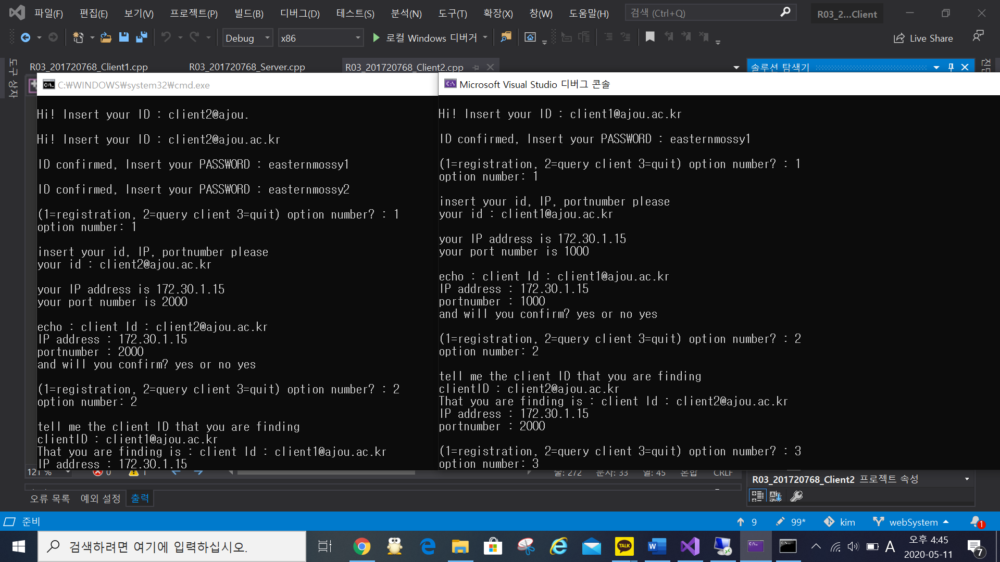 파일(F) 편집(E) 보기(V) 프로젝트(P) 빌드(B) 디버그(D) 테스트(S) 분석(N) 도구(T) 확장(X) 창(W) 도움말(H) 검색 (Ctrl+Q) R03_2...Client
Debug x86 로컬 Windows 디버거 Live Share
도구 상자
R03_201720768_Client1.cpp R03_201720768_Server.cpp R03_201720768_Client2.cpp 솔루션 탐색기
C:\WINDOWS\system32\cmd.exe
Hi! Insert your ID : client2@ajou.
Hi! Insert your ID : client2@ajou.ac.kr
ID confirmed, Insert your PASSWORD : easternmossy1
ID confirmed, Insert your PASSWORD : easternmossy2
(1=registration, 2=query client 3=quit) option number? : 1
option number: 1
insert your id, IP, portnumber please
your id : client2@ajou.ac.kr
your IP address is 172.30.1.15
your port number is 2000
echo : client Id : client2@ajou.ac.kr
IP address : 172.30.1.15
portnumber : 2000
and will you confirm? yes or no yes
(1=registration, 2=query client 3=quit) option number? : 2
option number: 2
tell me the client ID that you are finding
clientID : client1@ajou.ac.kr
That you are finding is : client Id : client1@ajou.ac.kr
IP address : 172.30.1.15
Microsoft Visual Studio 디버그 콘솔
Hi! Insert your ID : client1@ajou.ac.kr
ID confirmed, Insert your PASSWORD : easternmossy1
(1=registration, 2=query client 3=quit) option number? : 1
option number: 1
insert your id, IP, portnumber please
your id : client1@ajou.ac.kr
your IP address is 172.30.1.15
your port number is 1000
echo : client Id : client1@ajou.ac.kr
IP address : 172.30.1.15
portnumber : 1000
and will you confirm? yes or no yes
(1=registration, 2=query client 3=quit) option number? : 2
option number: 2
tell me the client ID that you are finding
clientID : client2@ajou.ac.kr
That you are finding is : client Id : client2@ajou.ac.kr
IP address : 172.30.1.15
portnumber : 2000
(1=registration, 2=query client 3=quit) option number? : 3
option number: 3
121 % 0 1 줄: 272 문자: 33 열: 45 혼합 CRLF
R03_201720768_Client2 프로젝트 속성
오류 목록 예외 설정 출력
준비 9 99* kim webSystem 1
검색하려면 여기에 입력하십시오.
TALK
A 오후 4:45
2020-05-11
7